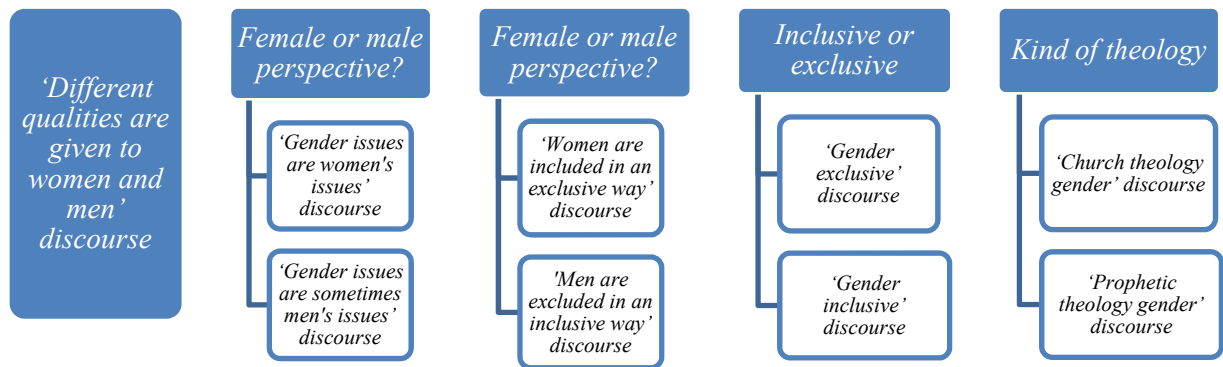 ‘Different
qualities are
given to
women and
men’
discourse
Female or male
perspective?
‘Gender issues
are women's
issues’
discourse
‘Gender issues
are sometimes
men's issues’
discourse
Female or male
perspective?
‘Women are
included in an
exclusive way’
discourse
'Men are
excluded in an
inclusive way’
discourse
Inclusive or
exclusive
‘Gender
exclusive’
discourse
‘Gender
inclusive’
discourse
Kind of theology
‘Church theology
gender’ discourse
‘Prophetic
theology gender’
discourse